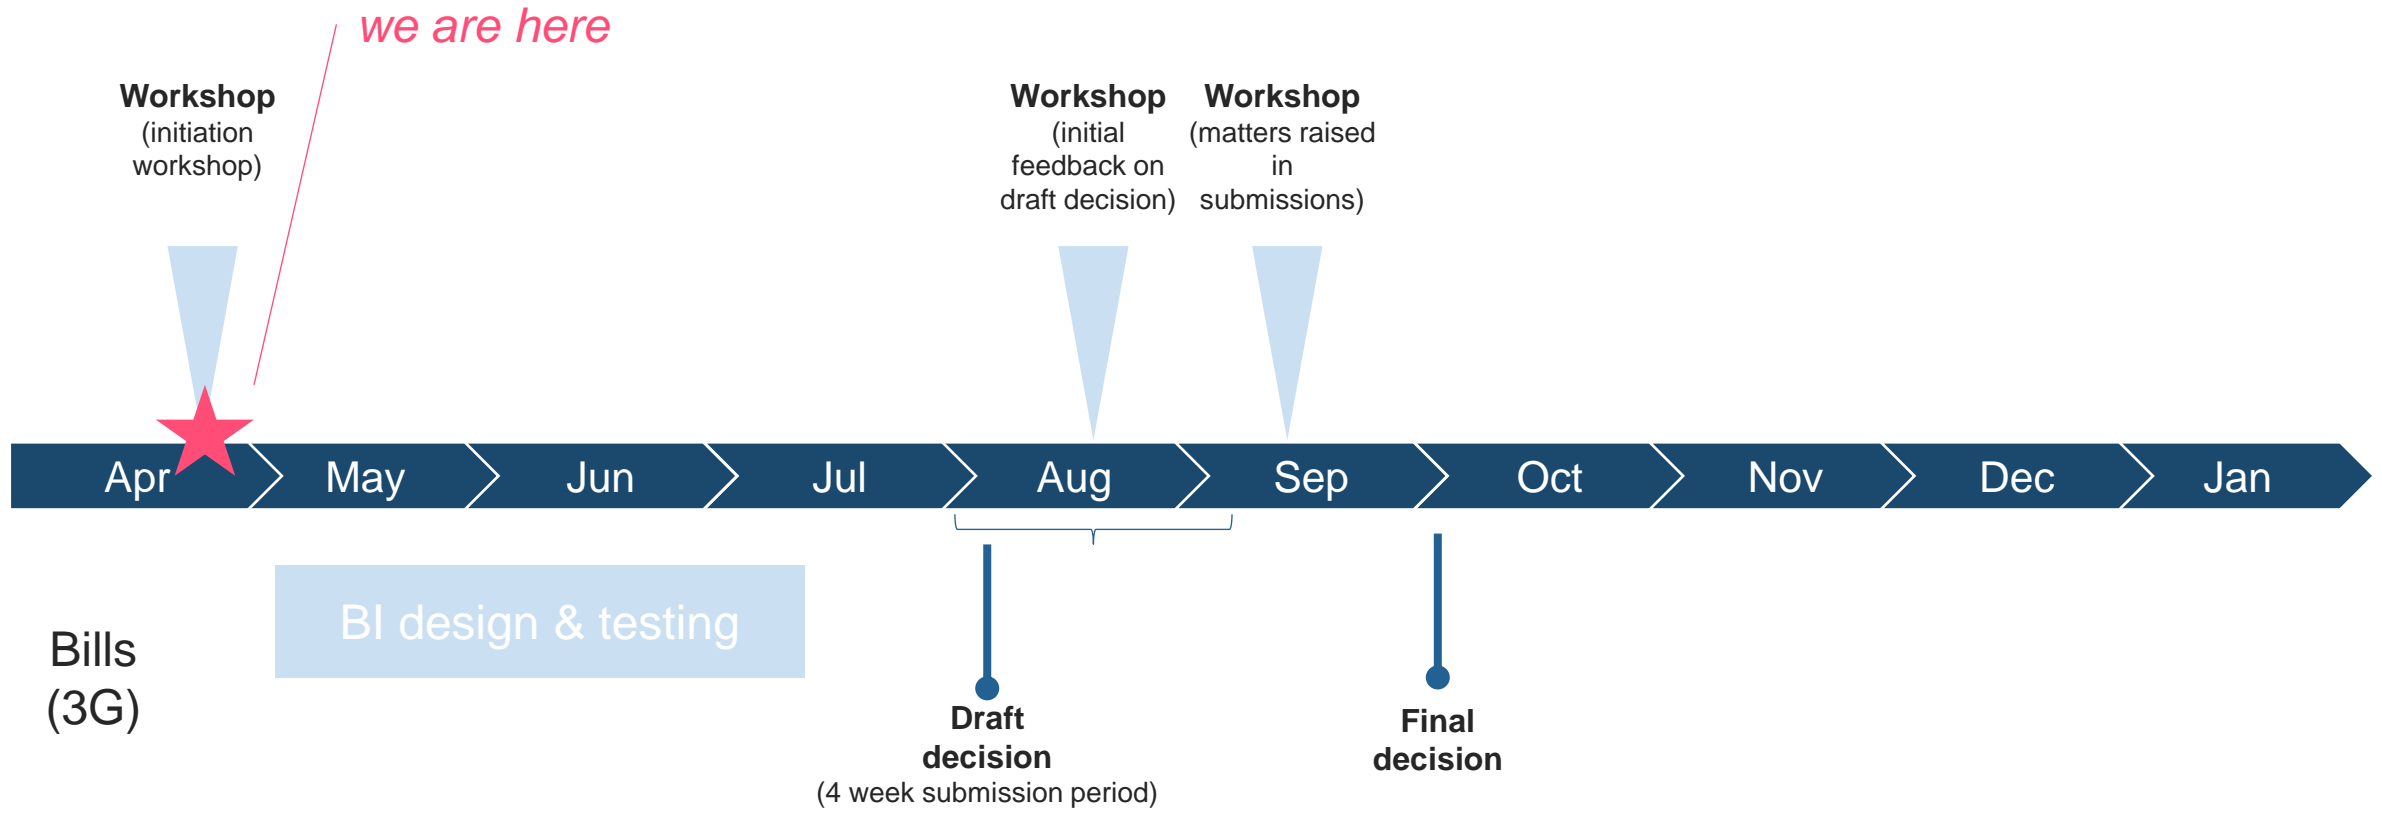 we are here
Workshop
(initiation
workshop)
Workshop
(initial
feedback on
draft decision)
Workshop
(matters raised
in
submissions)
Apr
May
Jun
Jul
Aug
Sep
Oct
Nov
Dec
Jan
Bills
(3G)
BI design & testing
Draft
decision
(4 week submission period)
Final
decision